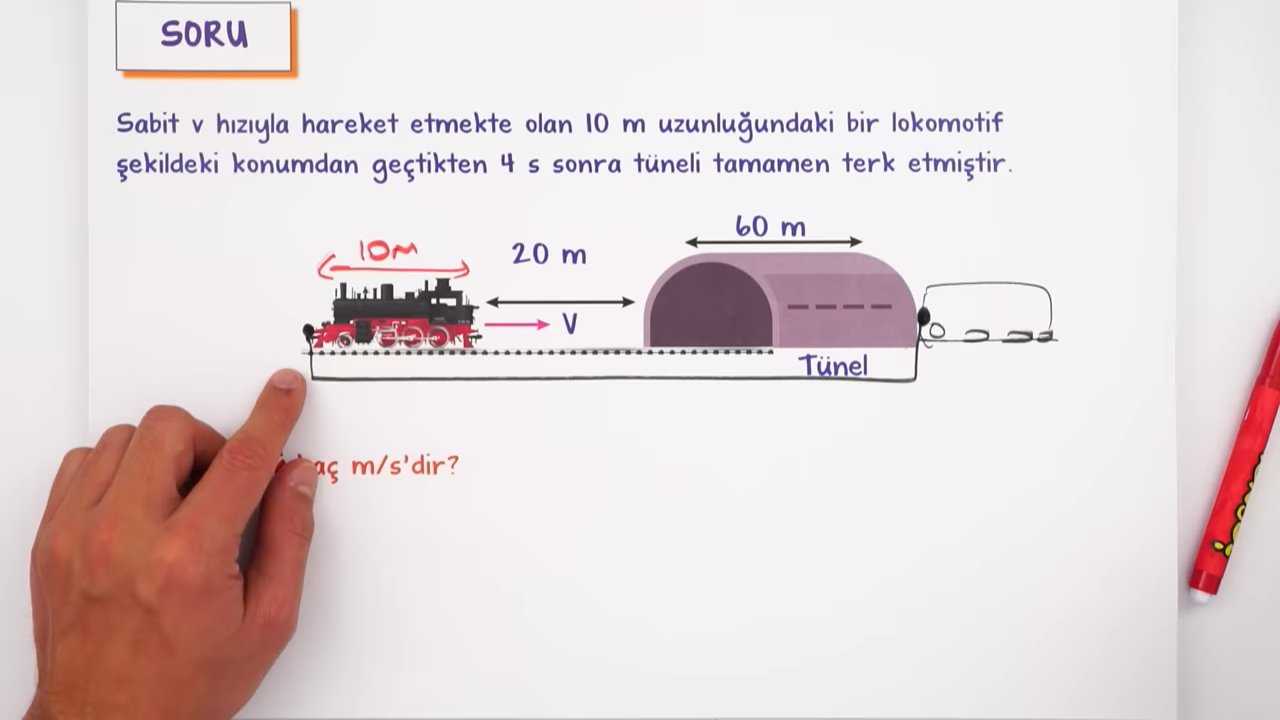 SORU
Sabit v hızıyla hareket etmekte olan 10 m uzunluğundaki bir lokomotif
şekildeki konumdan geçtikten 4 s sonra tüneli tamamen terk etmiştir.
60 m
10M
20 m
V
Tünel
m/s'dir?